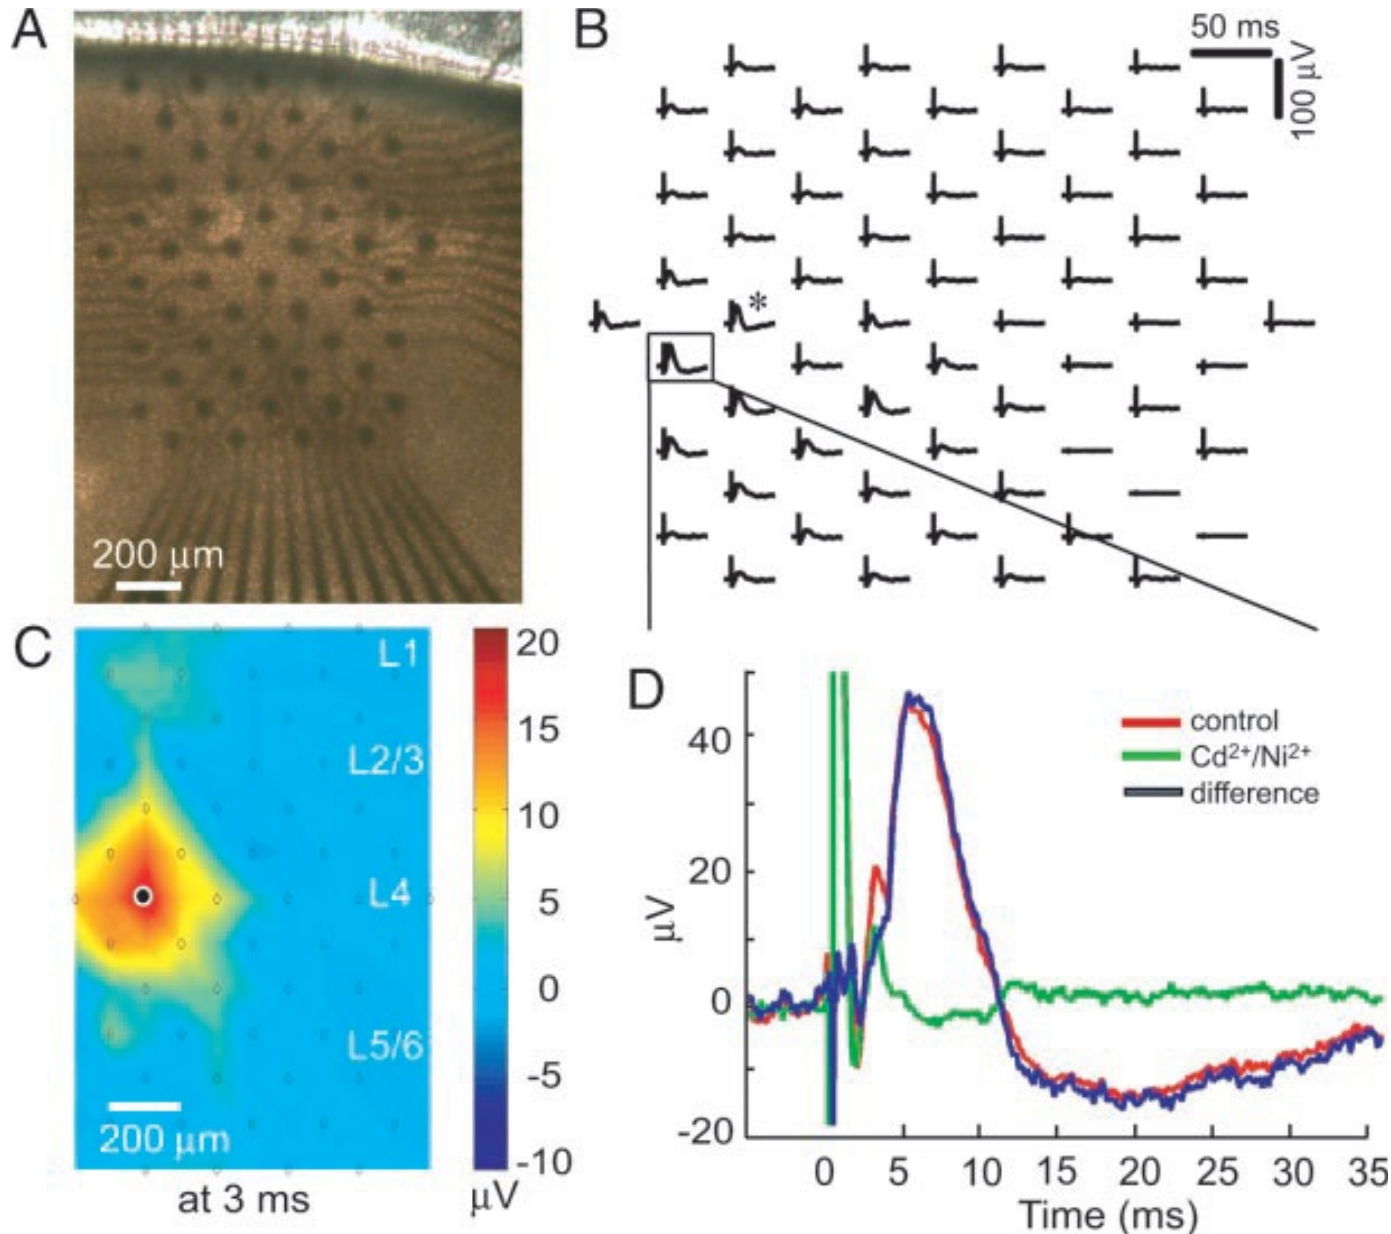 A
200 μm
B
50 ms
100 μV
*
C
L1
L2/3
L4
L5/6
200 μm
at 3 ms
20
15
10
5
0
-5
-10
μV
D
control
Cd²⁺/Ni²⁺
difference
40
20
0
-20
μV
0 5 10 15 20 25 30 35
Time (ms)